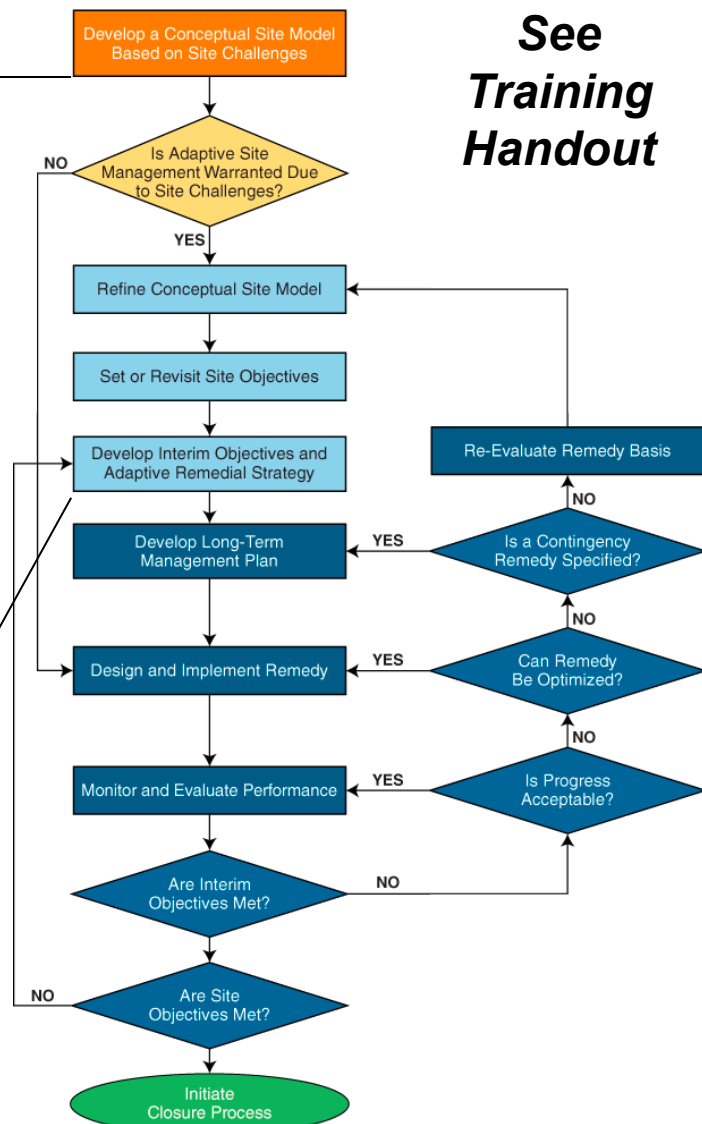 See
Training
Handout
Develop a Conceptual Site Model
Based on Site Challenges
Is Adaptive Site
Management Warranted Due
to Site Challenges?
NO
YES
Refine Conceptual Site Model
Set or Revisit Site Objectives
Develop Interim Objectives and
Adaptive Remedial Strategy
Re-Evaluate Remedy Basis
NO
Develop Long-Term
Management Plan
YES
Is a Contingency
Remedy Specified?
NO
Design and Implement Remedy
YES
Can Remedy
Be Optimized?
NO
Monitor and Evaluate Performance
YES
Is Progress
Acceptable?
Are Interim
Objectives Met?
NO
Are Site
Objectives Met?
NO
Initiate
Closure Process